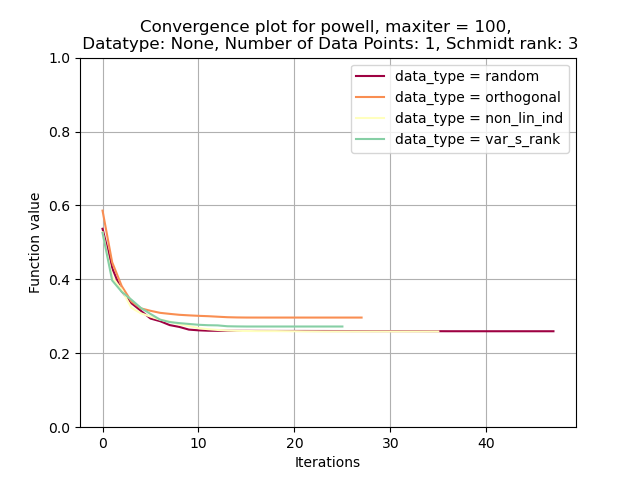 Convergence plot for powell, maxiter = 100,
Datatype: None, Number of Data Points: 1, Schmidt rank: 3
1.0
0.8
0.6
0.4
0.2
0.0
Function value
data_type = random
data_type = orthogonal
data_type = non_lin_ind
data_type = var_s_rank
0 10 20 30 40
Iterations